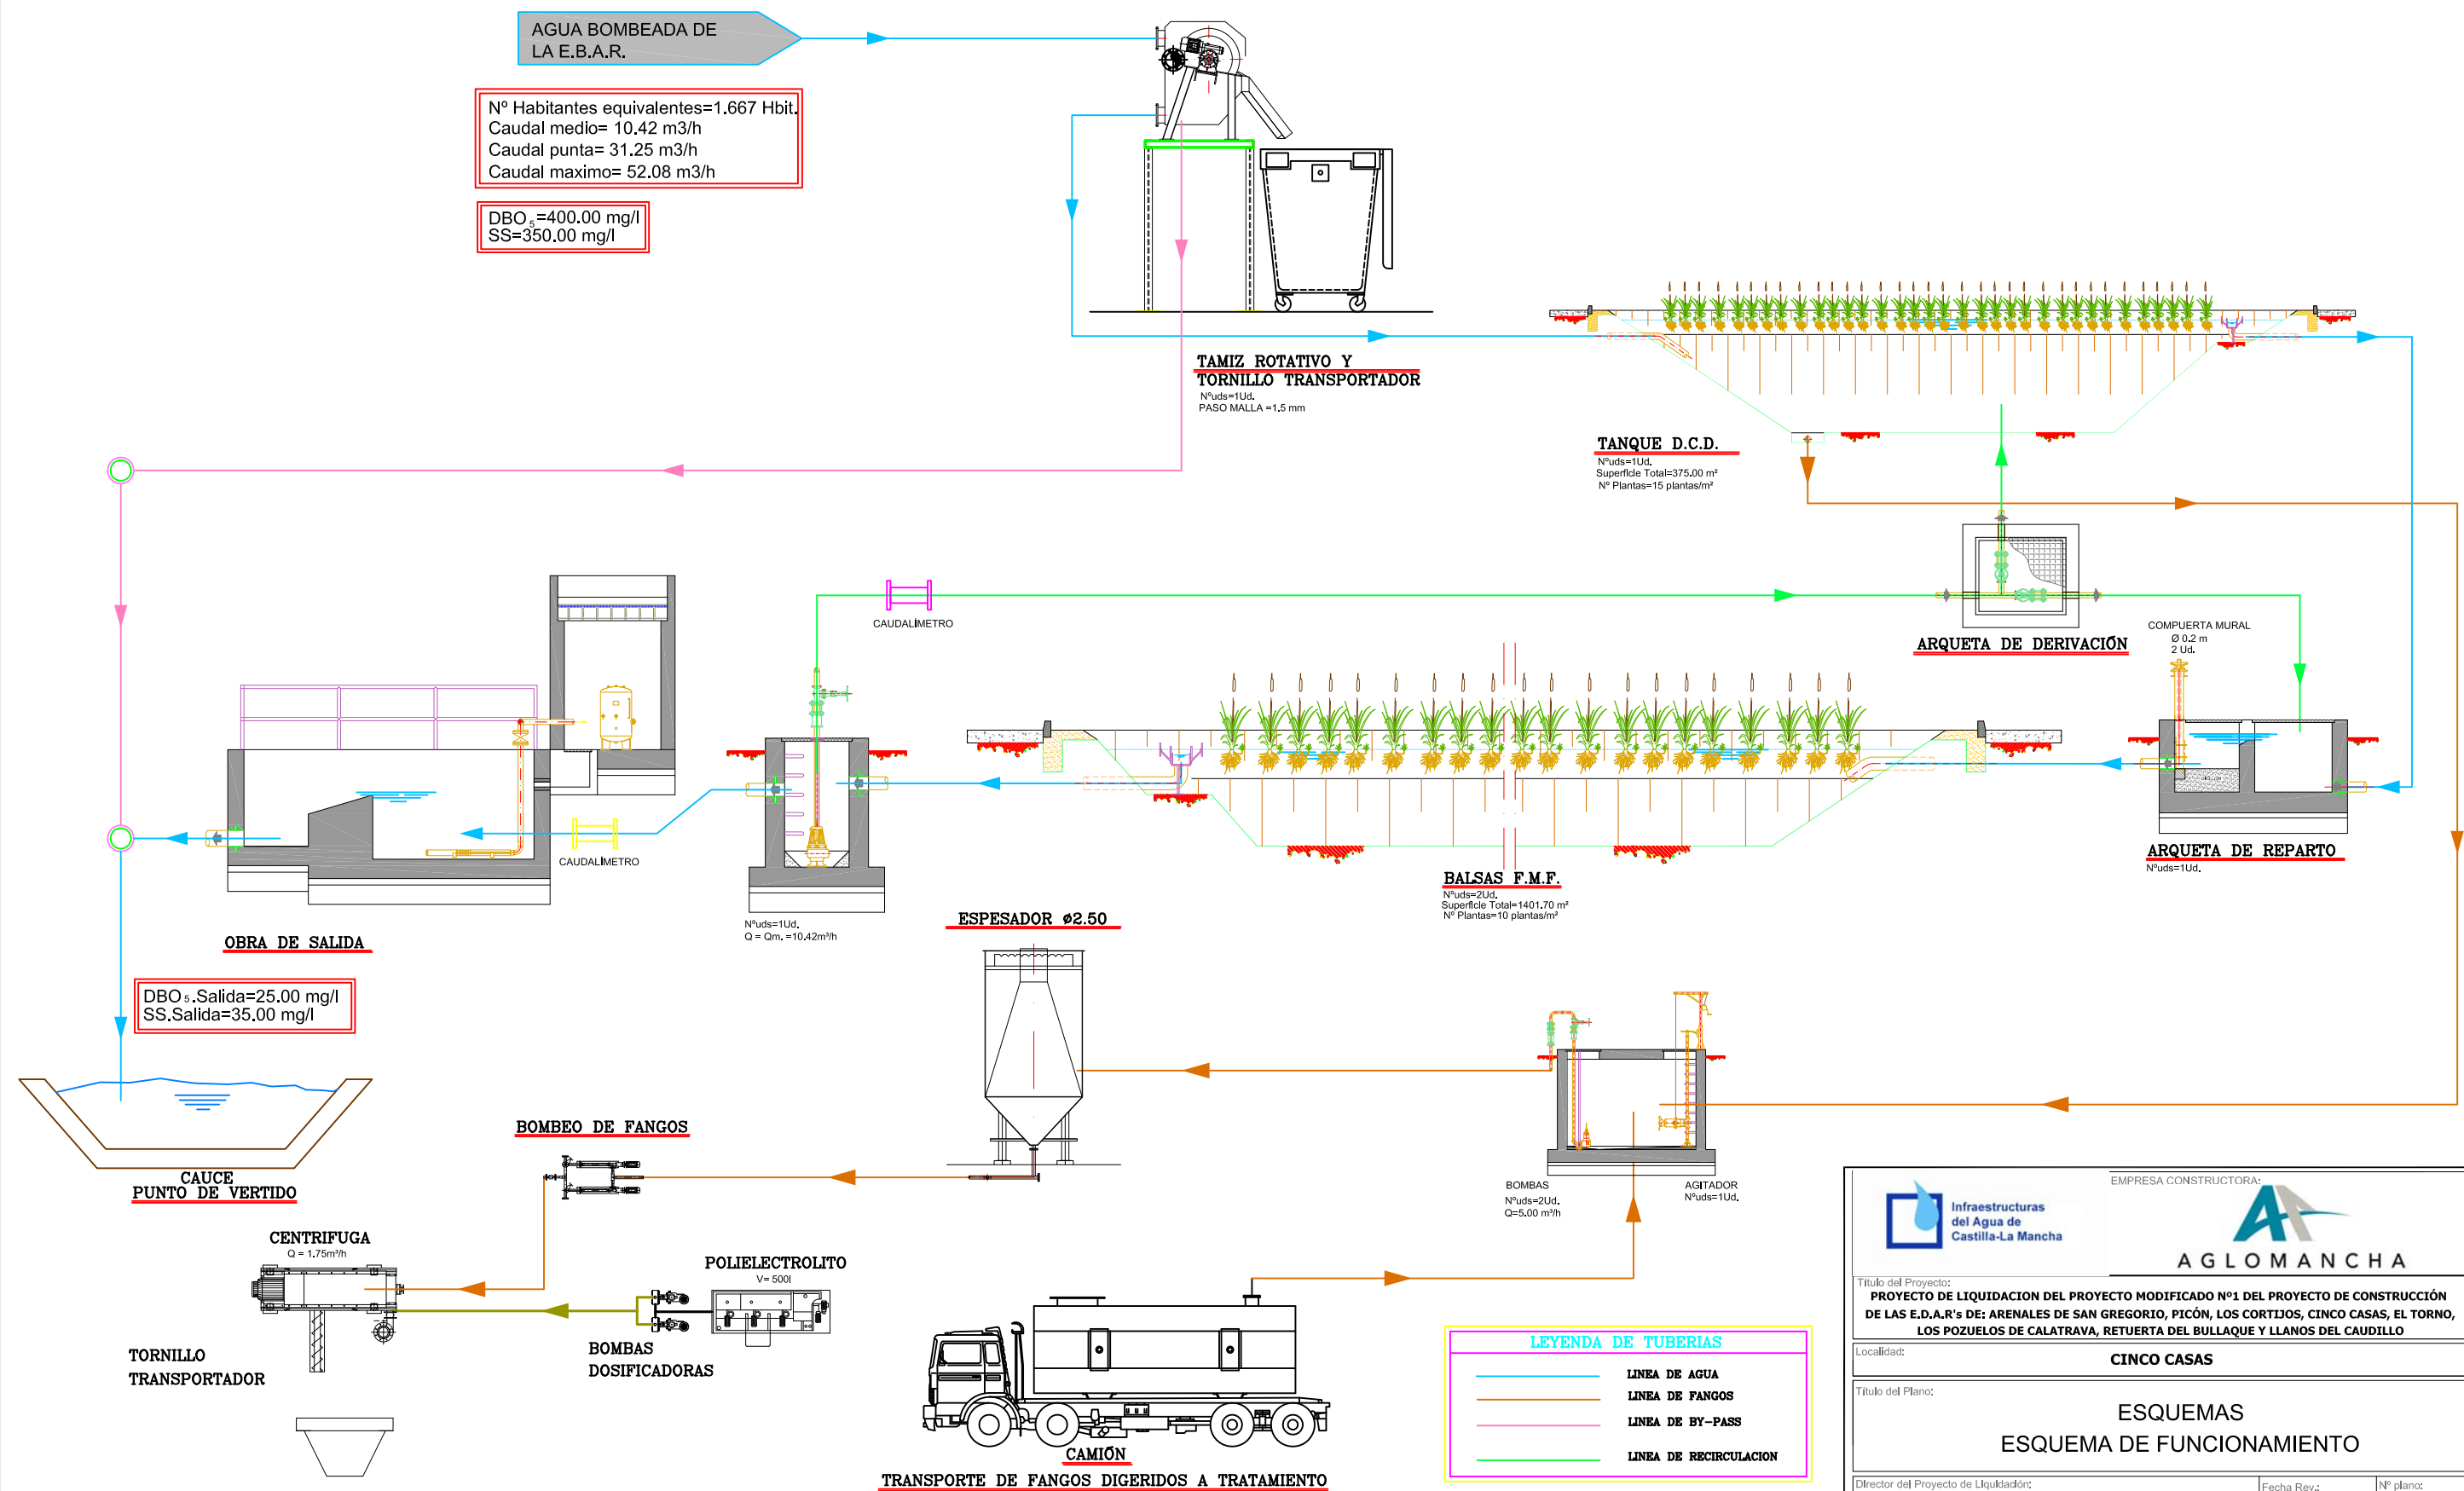 AGUA BOMBEADA DE
LA E.B.A.R.
Nº Habitantes equivalentes=1.667 Hbit.
Caudal medio= 10.42 m3/h
Caudal punta= 31.25 m3/h
Caudal maximo= 52.08 m3/h
DBO₅=400.00 mg/l
SS=350.00 mg/l
TAMIZ ROTATIVO Y
TORNILLO TRANSPORTADOR
Nºuds=1Ud.
PASO MALLA =1.5 mm
TANQUE D.C.D.
Nºuds=1Ud.
Superficie Total=375.00 m²
Nº Plantas=15 plantas/m²
CAUDALÍMETRO
ARQUETA DE DERIVACIÓN
COMPUERTA MURAL
Ø 0.2 m
2 Ud.
CAUDALÍMETRO
ARQUETA DE REPARTO
Nºuds=1Ud.
BALSAS F.M.F.
Nºuds=2Ud.
Superficie Total=1401.70 m²
Nº Plantas=10 plantas/m²
Nºuds=1Ud.
Q = Qm. =10.42m³/h
ESPESADOR ø2.50
OBRA DE SALIDA
DBO₅.Salida=25.00 mg/l
SS.Salida=35.00 mg/l
CAUCE
PUNTO DE VERTIDO
BOMBEO DE FANGOS
BOMBAS
Nºuds=2Ud.
Q=5.00 m³/h
AGITADOR
Nºuds=1Ud.
CENTRIFUGA
Q = 1.75m³/h
POLIELECTROLITO
V= 500l
TORNILLO
TRANSPORTADOR
BOMBAS
DOSIFICADORAS
CAMIÓN
TRANSPORTE DE FANGOS DIGERIDOS A TRATAMIENTO
LEYENDA DE TUBERIAS
LINEA DE AGUA
LINEA DE FANGOS
LINEA DE BY-PASS
LINEA DE RECIRCULACION
Infraestructuras
del Agua de
Castilla-La Mancha
EMPRESA CONSTRUCTORA:
AGLOMANCHA
Título del Proyecto:
PROYECTO DE LIQUIDACION DEL PROYECTO MODIFICADO Nº1 DEL PROYECTO DE CONSTRUCCIÓN
DE LAS E.D.A.R's DE: ARENALES DE SAN GREGORIO, PICÓN, LOS CORTIJOS, CINCO CASAS, EL TORNO,
LOS POZUELOS DE CALATRAVA, RETUERTA DEL BULLAQUE Y LLANOS DEL CAUDILLO
Localidad:
CINCO CASAS
Título del Plano:
ESQUEMAS
ESQUEMA DE FUNCIONAMIENTO
Director del Proyecto de Liquidación:
Fecha Rev.:
Nº plano: